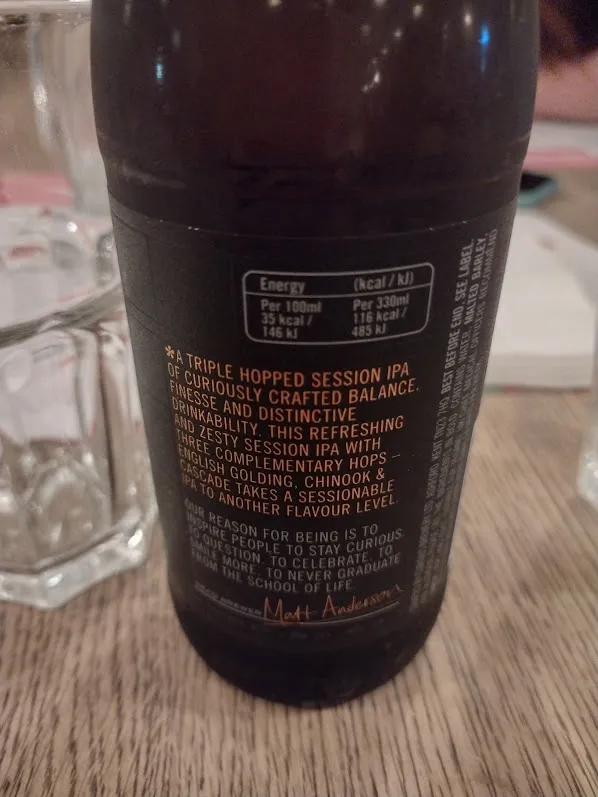 Energy (kcal / kJ)
Per 100ml Per 330ml
35 kcal / 116 kcal /
146 kJ 485 kJ
*A TRIPLE HOPPED SESSION IPA
OF CURIOUSLY CRAFTED BALANCE,
FINESSE AND DISTINCTIVE
DRINKABILITY. THIS REFRESHING
AND ZESTY SESSION IPA WITH
THREE COMPLEMENTARY HOPS –
ENGLISH GOLDING, CHINOOK &
CASCADE TAKES A SESSIONABLE
IPA TO ANOTHER FLAVOUR LEVEL.
OUR REASON FOR BEING IS TO
INSPIRE PEOPLE TO STAY CURIOUS.
TO QUESTION. TO CELEBRATE. TO
SMILE MORE. TO NEVER GRADUATE
FROM THE SCHOOL OF LIFE.
BREWER Matt Anderson
BEST BEFORE END: SEE LABEL.
WATER, MALTED BARLEY,